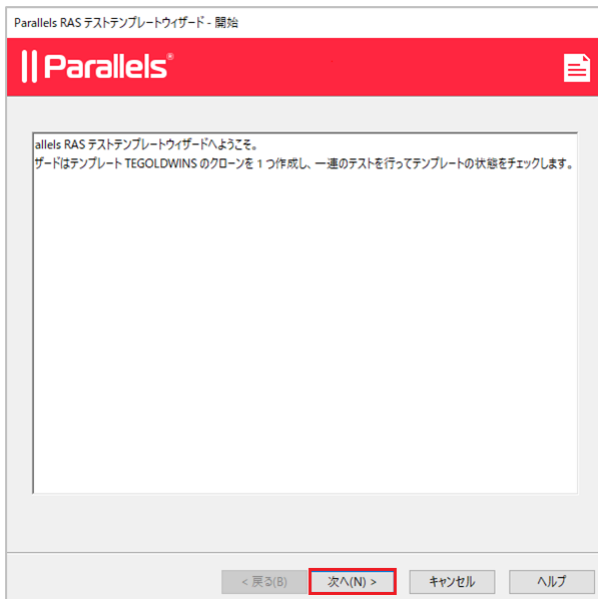 Parallels RAS テストテンプレートウィザード - 開始
|| Parallels®
allels RAS テストテンプレートウィザードへようこそ。
ザードはテンプレート TEGOLDWINS のクローンを 1 つ作成し、一連のテストを行ってテンプレートの状態をチェックします。
< 戻る(B) 次へ(N) > キャンセル ヘルプ